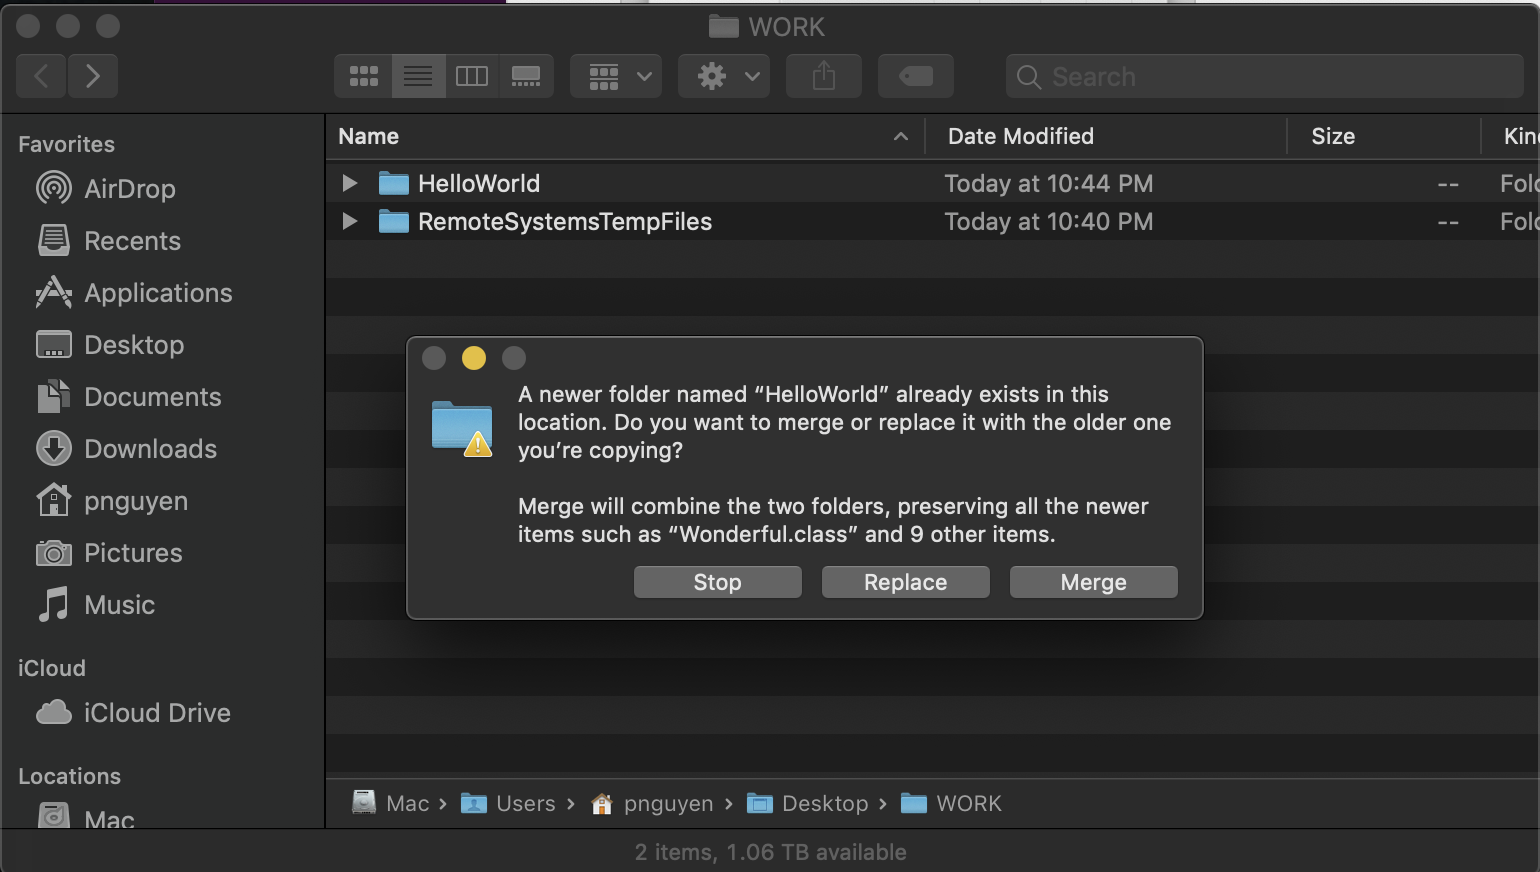 WORK
Search
Favorites
AirDrop
Recents
Applications
Desktop
Documents
Downloads
pnguyen
Pictures
Music
iCloud
iCloud Drive
Locations
Mac
Name Date Modified Size Kin
HelloWorld Today at 10:44 PM -- Fol
RemoteSystemsTempFiles Today at 10:40 PM -- Fol
A newer folder named “HelloWorld” already exists in this
location. Do you want to merge or replace it with the older one
you’re copying?
Merge will combine the two folders, preserving all the newer
items such as “Wonderful.class” and 9 other items.
Stop Replace Merge
Mac › Users › pnguyen › Desktop › WORK
2 items, 1.06 TB available